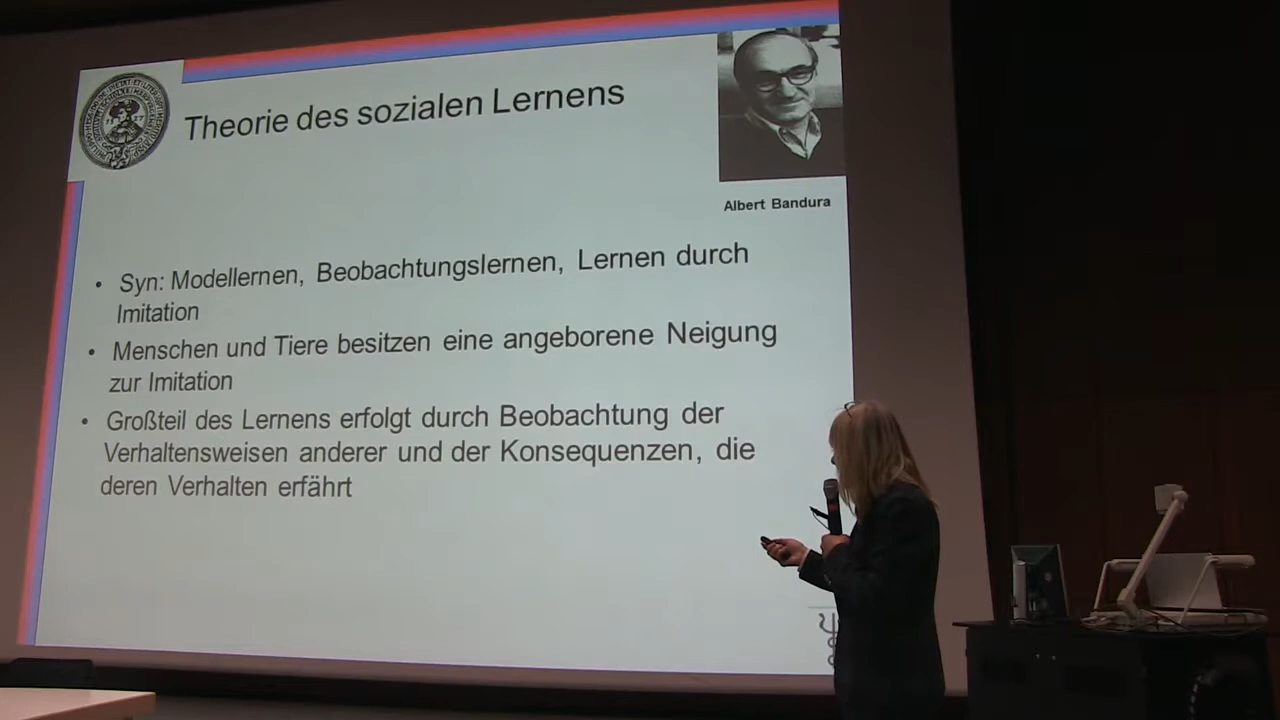 Theorie des sozialen Lernens
Albert Bandura
• Syn: Modellernen, Beobachtungslernen, Lernen durch
Imitation
• Menschen und Tiere besitzen eine angeborene Neigung
zur Imitation
• Großteil des Lernens erfolgt durch Beobachtung der
Verhaltensweisen anderer und der Konsequenzen, die
deren Verhalten erfährt